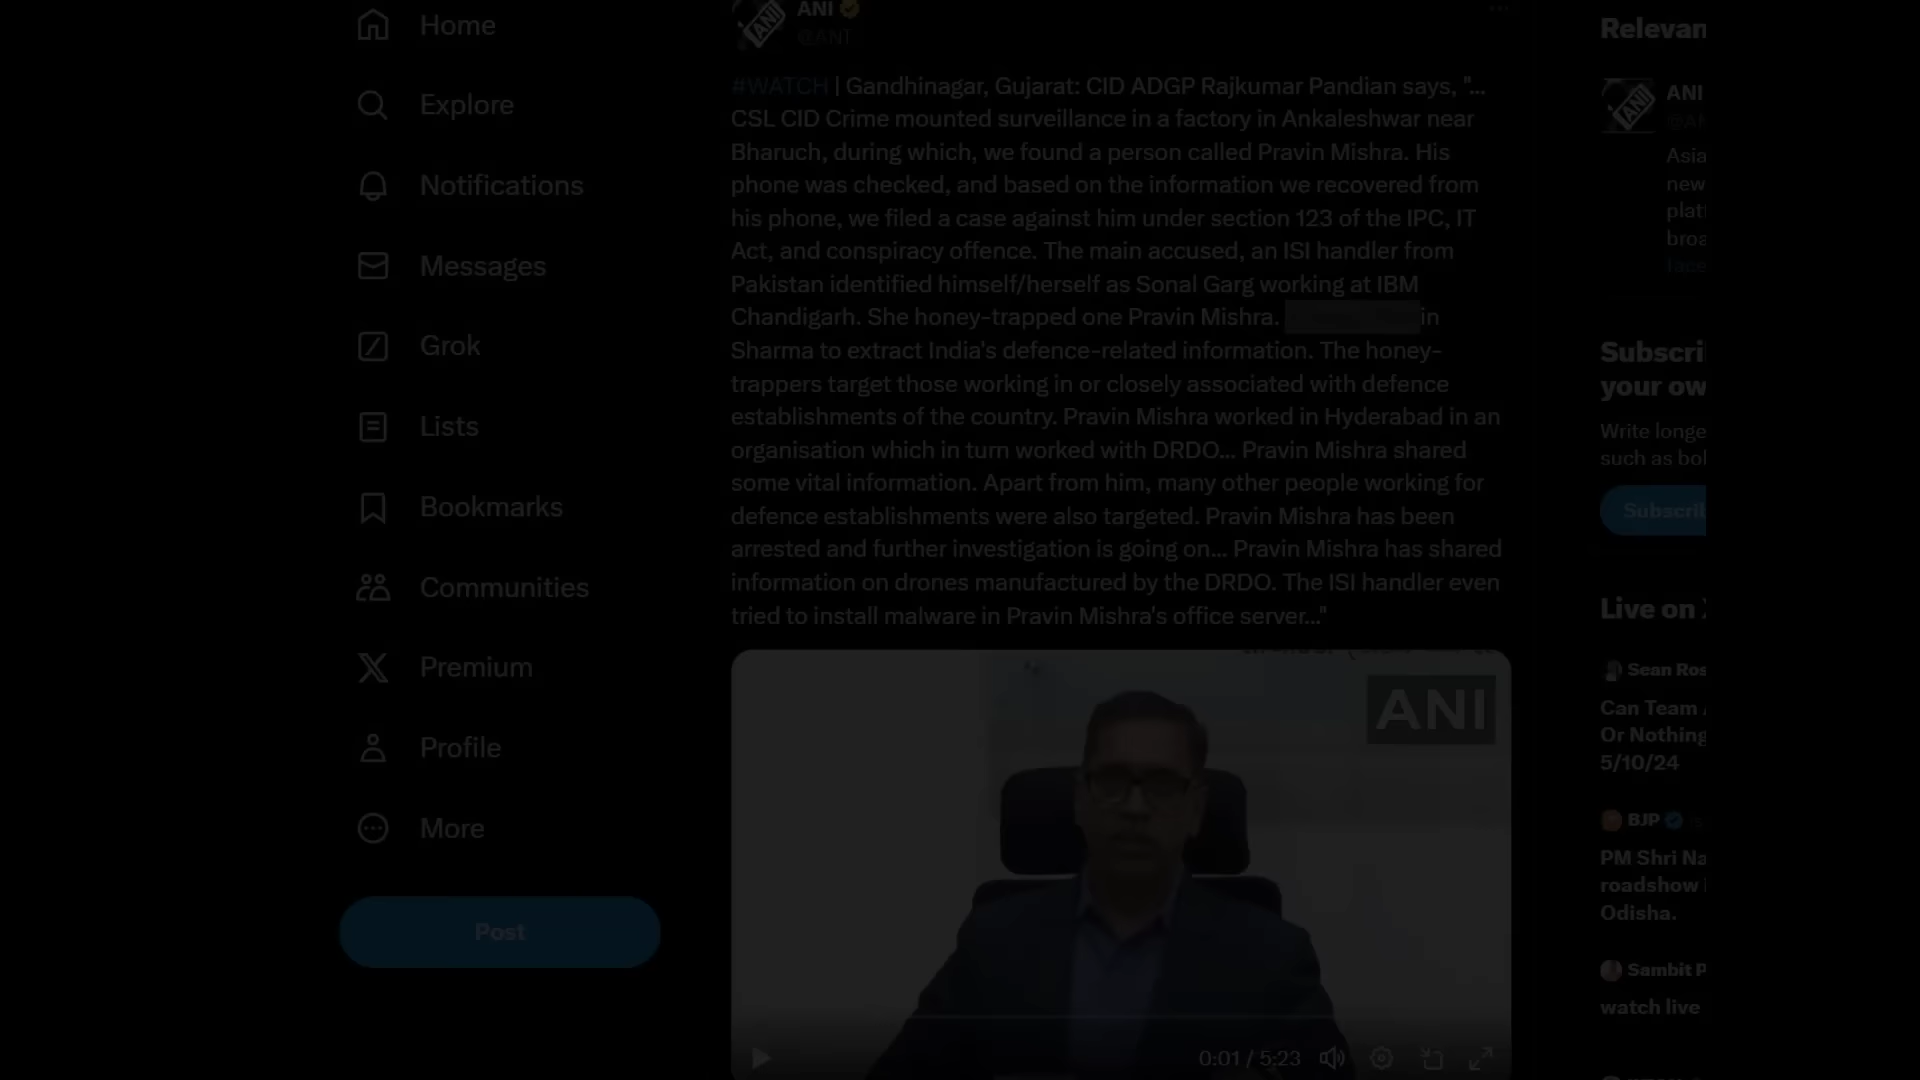 Home
Explore
Notifications
Messages
Grok
Lists
Bookmarks
Communities
Premium
Profile
More
Post
ANI
@ANI
#WATCH | Gandhinagar, Gujarat: CID ADGP Rajkumar Pandian says, "...
CSL CID Crime mounted surveillance in a factory in Ankaleshwar near
Bharuch, during which, we found a person called Pravin Mishra. His
phone was checked, and based on the information we recovered from
his phone, we filed a case against him under section 123 of the IPC, IT
Act, and conspiracy offence. The main accused, an ISI handler from
Pakistan identified himself/herself as Sonal Garg working at IBM
Chandigarh. She honey-trapped one Pravin Mishra. in
Sharma to extract India's defence-related information. The honey-
trappers target those working in or closely associated with defence
establishments of the country. Pravin Mishra worked in Hyderabad in an
organisation which in turn worked with DRDO... Pravin Mishra shared
some vital information. Apart from him, many other people working for
defence establishments were also targeted. Pravin Mishra has been
arrested and further investigation is going on... Pravin Mishra has shared
information on drones manufactured by the DRDO. The ISI handler even
tried to install malware in Pravin Mishra's office server..."
ANI
0:01 / 5:23
Relevan
ANI
@AN
Asia
new
plat
broa
face
Subscri
your ow
Write longe
such as bol
Subscri
Live on
Sean Ros
Can Team
Or Nothing
5/10/24
BJP
PM Shri Na
roadshow
Odisha.
Sambit P
watch live